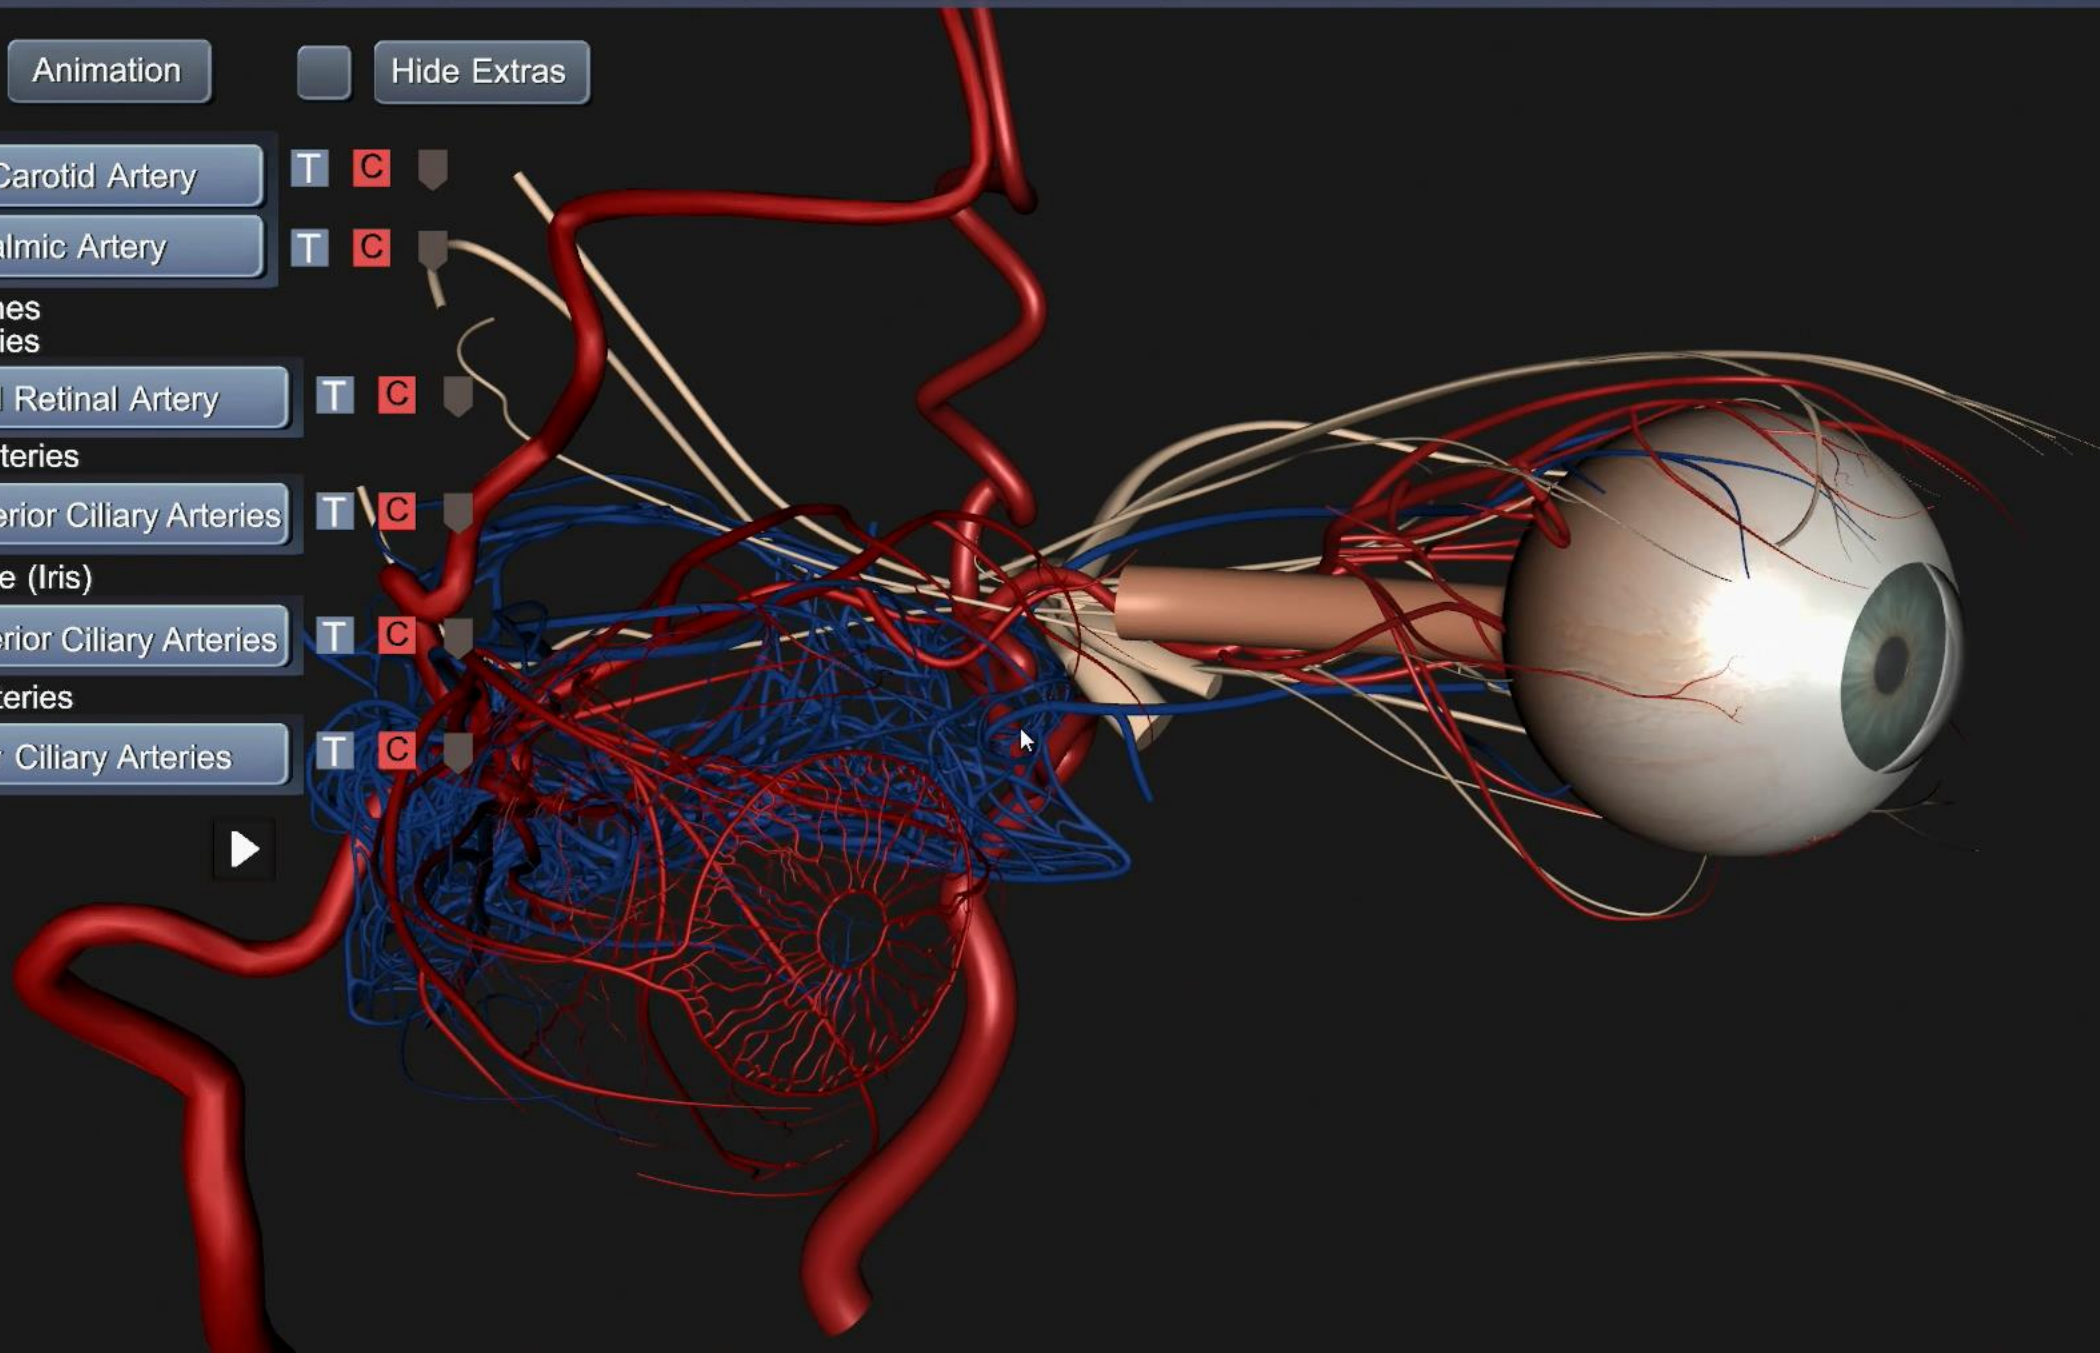 Animation Hide Extras
Carotid Artery T C
almic Artery T C
nes
ies
l Retinal Artery T C
teries
erior Ciliary Arteries T C
e (Iris)
erior Ciliary Arteries T C
teries
r Ciliary Arteries T C